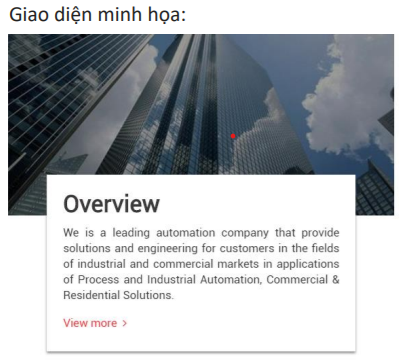 Giao diện minh họa:
Overview
We is a leading automation company that provide
solutions and engineering for customers in the fields
of industrial and commercial markets in applications
of Process and Industrial Automation, Commercial &
Residential Solutions.
View more >